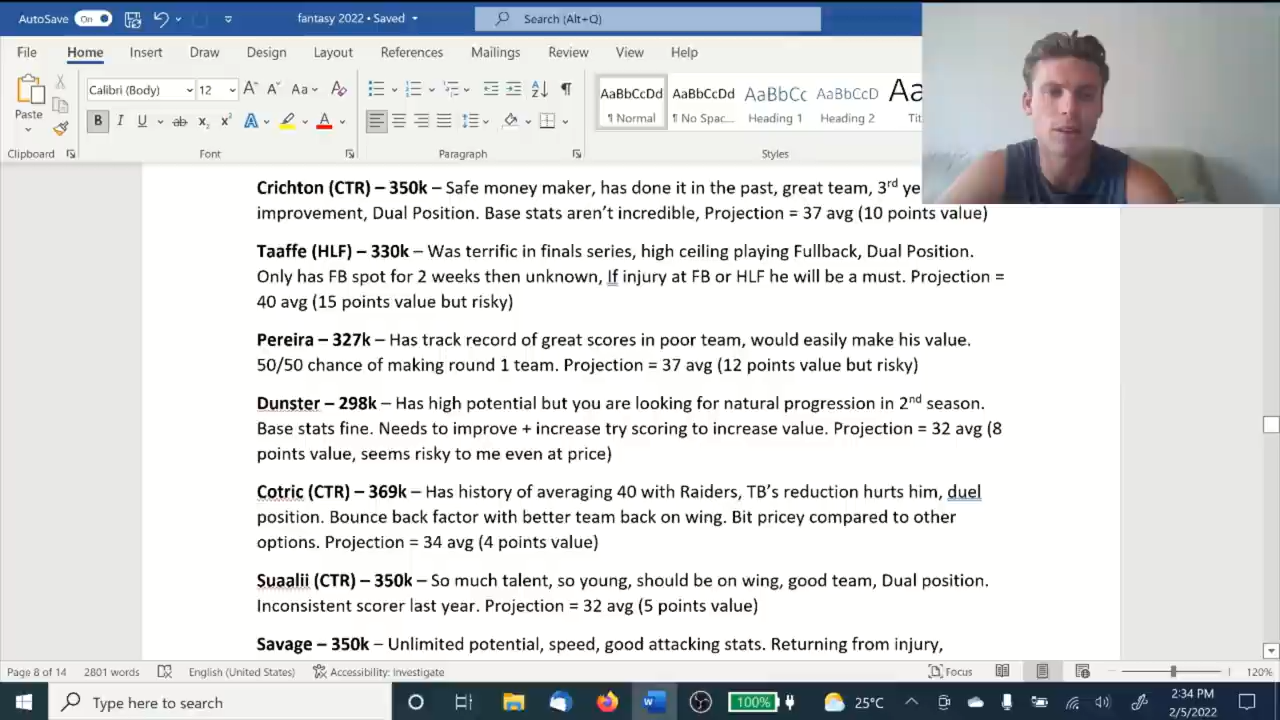 AutoSave On fantasy 2022 • Saved Search (Alt+Q)
File Home Insert Draw Design Layout References Mailings Review View Help
Calibri (Body) 12 A A Aa
AaBbCcDd AaBbCcDd AaBbCc AaBbCcD Aa
Paste
B I U ab x₂ x² A A
¶ Normal ¶ No Spac... Heading 1 Heading 2
Clipboard Font Paragraph Styles
Crichton (CTR) – 350k – Safe money maker, has done it in the past, great team, 3rd
improvement, Dual Position. Base stats aren’t incredible, Projection = 37 avg (10 points value)
Taaffe (HLF) – 330k – Was terrific in finals series, high ceiling playing Fullback, Dual Position.
Only has FB spot for 2 weeks then unknown, If injury at FB or HLF he will be a must. Projection =
40 avg (15 points value but risky)
Pereira – 327k – Has track record of great scores in poor team, would easily make his value.
50/50 chance of making round 1 team. Projection = 37 avg (12 points value but risky)
Dunster – 298k – Has high potential but you are looking for natural progression in 2nd season.
Base stats fine. Needs to improve + increase try scoring to increase value. Projection = 32 avg (8
points value, seems risky to me even at price)
Cotric (CTR) – 369k – Has history of averaging 40 with Raiders, TB’s reduction hurts him, duel
position. Bounce back factor with better team back on wing. Bit pricey compared to other
options. Projection = 34 avg (4 points value)
Suaalii (CTR) – 350k – So much talent, so young, should be on wing, good team, Dual position.
Inconsistent scorer last year. Projection = 32 avg (5 points value)
Savage – 350k – Unlimited potential, speed, good attacking stats. Returning from injury,
Page 8 of 14 2801 words English (United States) Accessibility: Investigate Focus 120%
Type here to search 100% 25°C 2:34 PM
2/5/2022